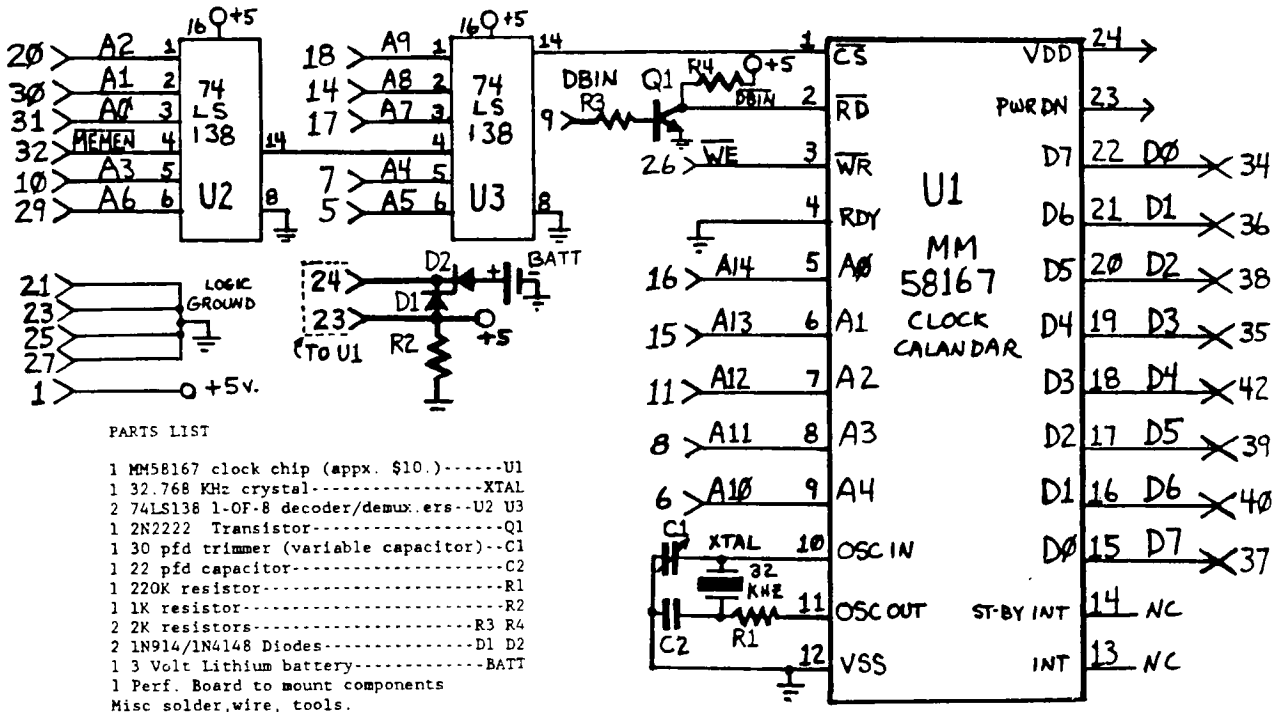 16 +5
20 A2 1
30 A1 2
31 A0 3
32 MEMEN 4
10 A3 5
29 A6 6
74
LS
138
U2
14
8
16 +5
18 A9 1
14 A8 2
17 A7 3
4
7 A4 5
5 A5 6
74
LS
138
U3
14
8
DBIN
9 R3
Q1
R4 +5
DBIN
26 WE
21
23
25
27
LOGIC
GROUND
1 +5v.
24
23
TO U1
D2
D1
R2
+ BATT
+5
1 CS
2 RD
3 WR
4 RDY
16 A14 5 AØ
15 A13 6 A1
11 A12 7 A2
8 A11 8 A3
6 A1Ø 9 A4
C1
XTAL
32
KHZ
C2
R1
1Ø OSC IN
11 OSC OUT
12 VSS
U1
MM
58167
CLOCK
CALANDAR
VDD 24
PWRDN 23
D7 22 DØ 34
D6 21 D1 36
D5 2Ø D2 38
D4 19 D3 35
D3 18 D4 42
D2 17 D5 39
D1 16 D6 4Ø
DØ 15 D7 37
ST-BY INT 14 NC
INT 13 NC
PARTS LIST
1 MM58167 clock chip (appx. $10.)------U1
1 32.768 KHz crystal-----------------XTAL
2 74LS138 1-OF-8 decoder/demux.ers--U2 U3
1 2N2222 Transistor-------------------Q1
1 30 pfd trimmer (variable capacitor)--C1
1 22 pfd capacitor---------------------C2
1 220K resistor------------------------R1
1 1K resistor--------------------------R2
2 2K resistors----------------------R3 R4
2 1N914/1N4148 Diodes---------------D1 D2
1 3 Volt Lithium battery-------------BATT
1 Perf. Board to mount components
Misc solder,wire, tools.